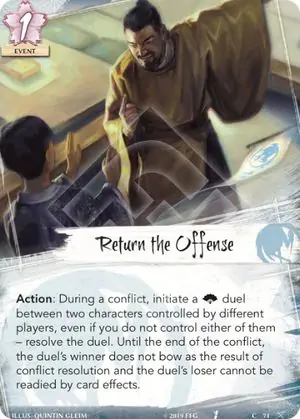 1
EVENT
Return the Offense
Action: During a conflict, initiate a duel
between two characters controlled by different
players, even if you do not control either of them
– resolve the duel. Until the end of the conflict,
the duel's winner does not bow as the result of
conflict resolution and the duel's loser cannot be
readied by card effects.
ILLUS: QUINTIN GLEIM
©2019 FFG
C 71